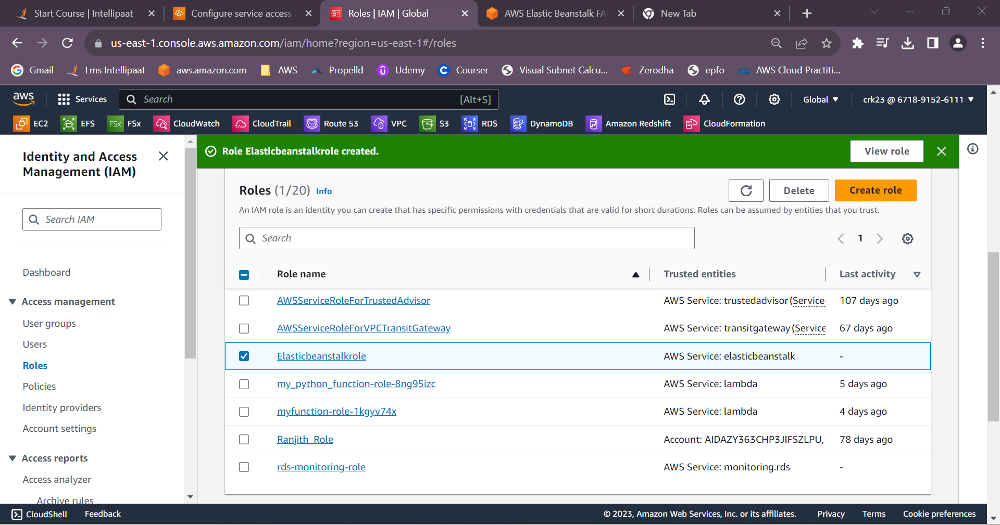 Start Course | Intellipaat
Configure service access
Roles | IAM | Global
AWS Elastic Beanstalk FA
New Tab
us-east-1.console.aws.amazon.com/iam/home?region=us-east-1#/roles
Gmail
Lms Intellipaat
aws.amazon.com
AWS
Propelld
Udemy
Courser
Visual Subnet Calcu...
Zerodha
epfo
AWS Cloud Practiti...
aws
Services
Search
[Alt+S]
Global
crk23 @ 6718-9152-6111
EC2
EFS
FSx
FSx
CloudWatch
CloudTrail
Route 53
VPC
S3
RDS
DynamoDB
Amazon Redshift
CloudFormation
Identity and Access
Management (IAM)
Search IAM
Dashboard
Access management
User groups
Users
Roles
Policies
Identity providers
Account settings
Access reports
Access analyzer
Archive rules
Role Elasticbeanstalkrole created.
View role
Roles (1/20) Info
Delete
Create role
An IAM role is an identity you can create that has specific permissions with credentials that are valid for short durations. Roles can be assumed by entities that you trust.
Search
1
Role name
Trusted entities
Last activity
AWSServiceRoleForTrustedAdvisor
AWS Service: trustedadvisor (Service-
107 days ago
AWSServiceRoleForVPCTransitGateway
AWS Service: transitgateway (Service
67 days ago
Elasticbeanstalkrole
AWS Service: elasticbeanstalk
-
my_python_function-role-8ng95izc
AWS Service: lambda
5 days ago
myfunction-role-1kgyv74x
AWS Service: lambda
4 days ago
Ranjith_Role
Account: AIDAZY363CHP3JIFSZLPU,
78 days ago
rds-monitoring-role
AWS Service: monitoring.rds
-
CloudShell
Feedback
© 2023, Amazon Web Services, Inc. or its affiliates.
Privacy
Terms
Cookie preferences